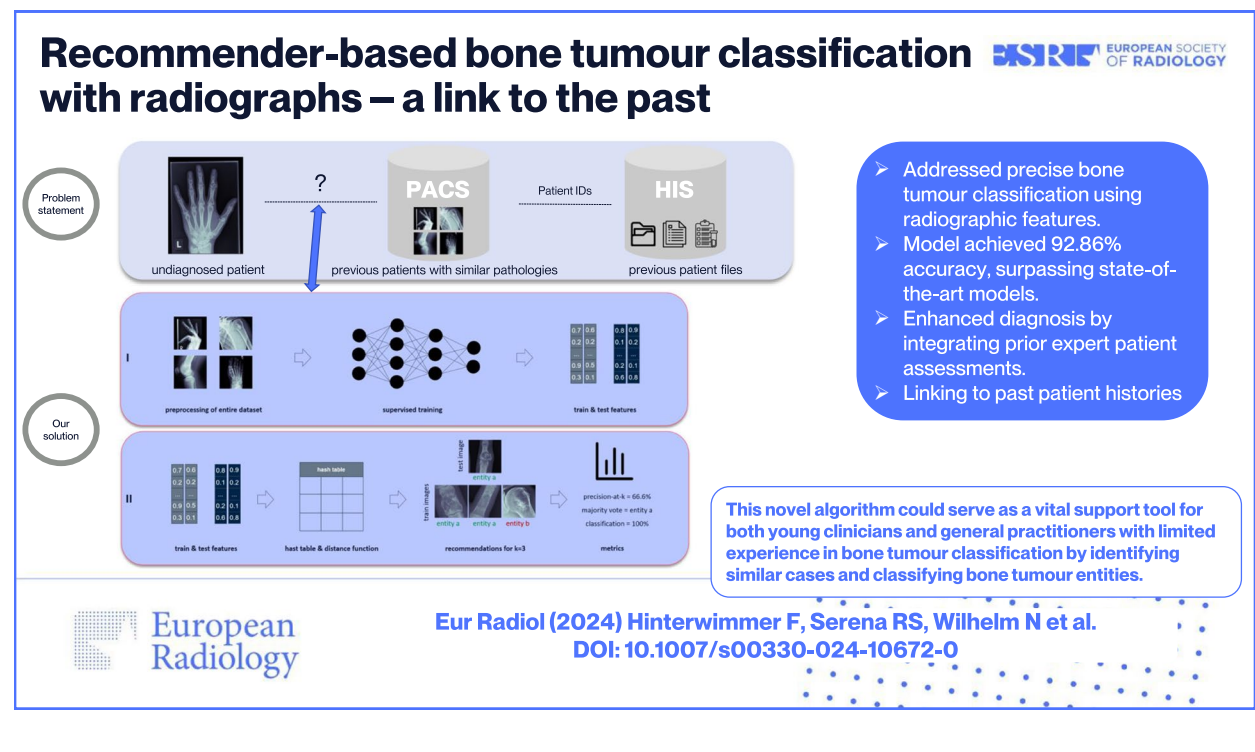 Recommender-based bone tumour classification
with radiographs – a link to the past
ESR
EUROPEAN SOCIETY
OF RADIOLOGY
Problem
statement
L
undiagnosed patient
?
PACS
previous patients with similar pathologies
Patient IDs
HIS
previous patient files
Our
solution
I
preprocessing of entire dataset
supervised training
0.7 0.6 0.8 0.9
0.2 0.2 0.1 0.2
... ... ... ...
0.9 0.5 0.2 0.1
0.3 0.1 0.6 0.8
train & test features
II
0.7 0.6 0.8 0.9
0.2 0.2 0.1 0.2
... ... ... ...
0.9 0.5 0.2 0.1
0.3 0.1 0.6 0.8
train & test features
hash table
hast table & distance function
test image
entity a
train images
entity a entity a entity b
recommendations for k=3
precision-at-k = 66.6%
majority vote = entity a
classification = 100%
metrics
➢ Addressed precise bone
tumour classification using
radiographic features.
➢ Model achieved 92.86%
accuracy, surpassing state-of-
the-art models.
➢ Enhanced diagnosis by
integrating prior expert patient
assessments.
➢ Linking to past patient histories
This novel algorithm could serve as a vital support tool for
both young clinicians and general practitioners with limited
experience in bone tumour classification by identifying
similar cases and classifying bone tumour entities.
European
Radiology
Eur Radiol (2024) Hinterwimmer F, Serena RS, Wilhelm N et al.
DOI: 10.1007/s00330-024-10672-0